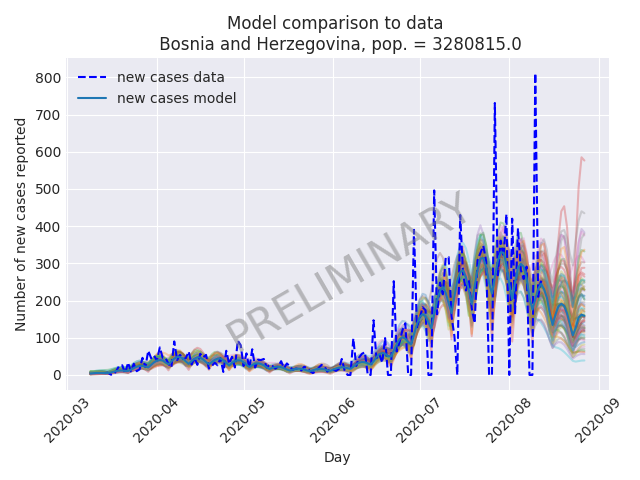 Model comparison to data
Bosnia and Herzegovina, pop. = 3280815.0
new cases data
new cases model
PRELIMINARY
Number of new cases reported
800
700
600
500
400
300
200
100
0
2020-03
2020-04
2020-05
2020-06
2020-07
2020-08
2020-09
Day